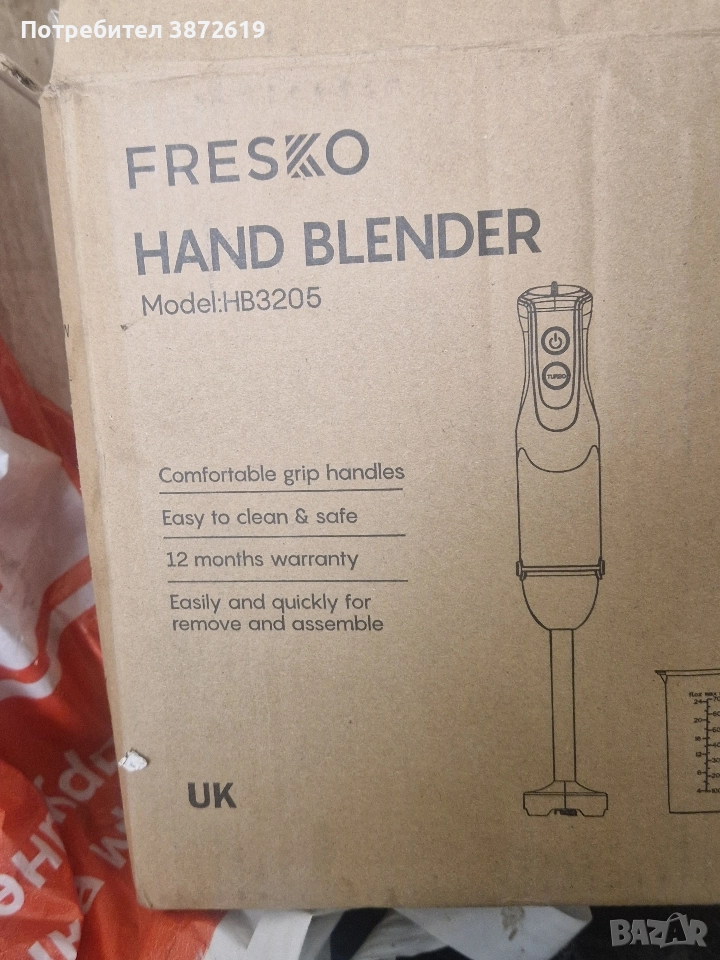 Потребител 3872619
FRESKO
HAND BLENDER
Model:HB3205
TURBO
Comfortable grip handles
Easy to clean & safe
12 months warranty
Easily and quickly for
remove and assemble
UK
BAZAR